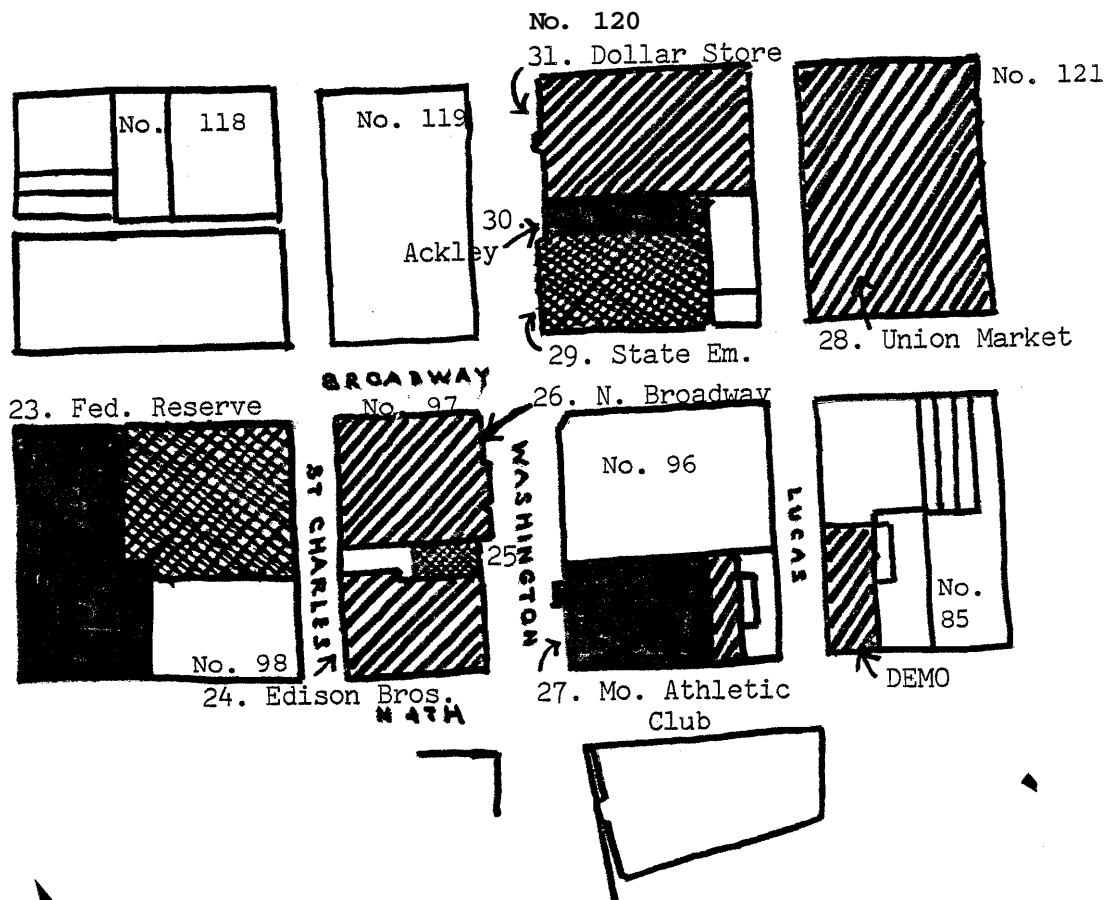 No. 120
31. Dollar Store
No. 121
No. 118
No. 119
30.
Ackley
29. State Em.
28. Union Market
BROADWAY
23. Fed. Reserve
No. 97
26. N. Broadway
No. 96
ST CHARLES
WASHINGTON
LUCAS
25
No.
85
No. 98
24. Edison Bros.
27. Mo. Athletic
Club
DEMO
N 4TH